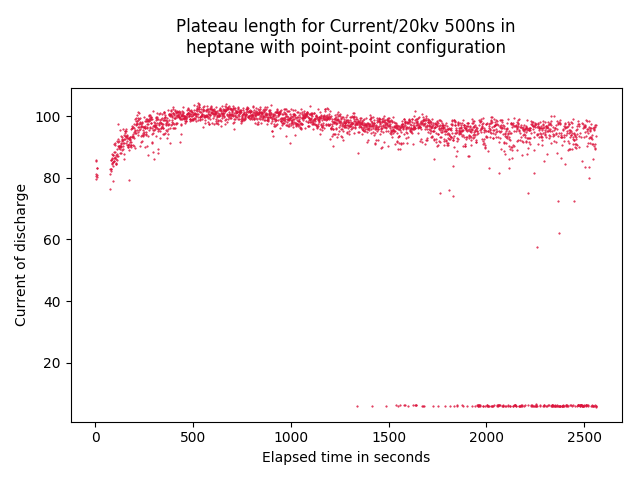 Plateau length for Current/20kv 500ns in
heptane with point-point configuration
Current of discharge
100
80
60
40
20
0 500 1000 1500 2000 2500
Elapsed time in seconds